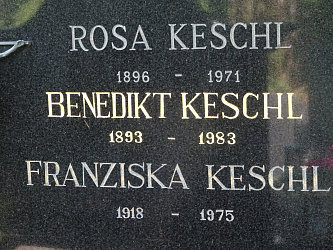 ROSA KESCHL
1896 - 1971
BENEDIKT KESCHL
1893 - 1983
FRANZISKA KESCHL
1918 - 1975